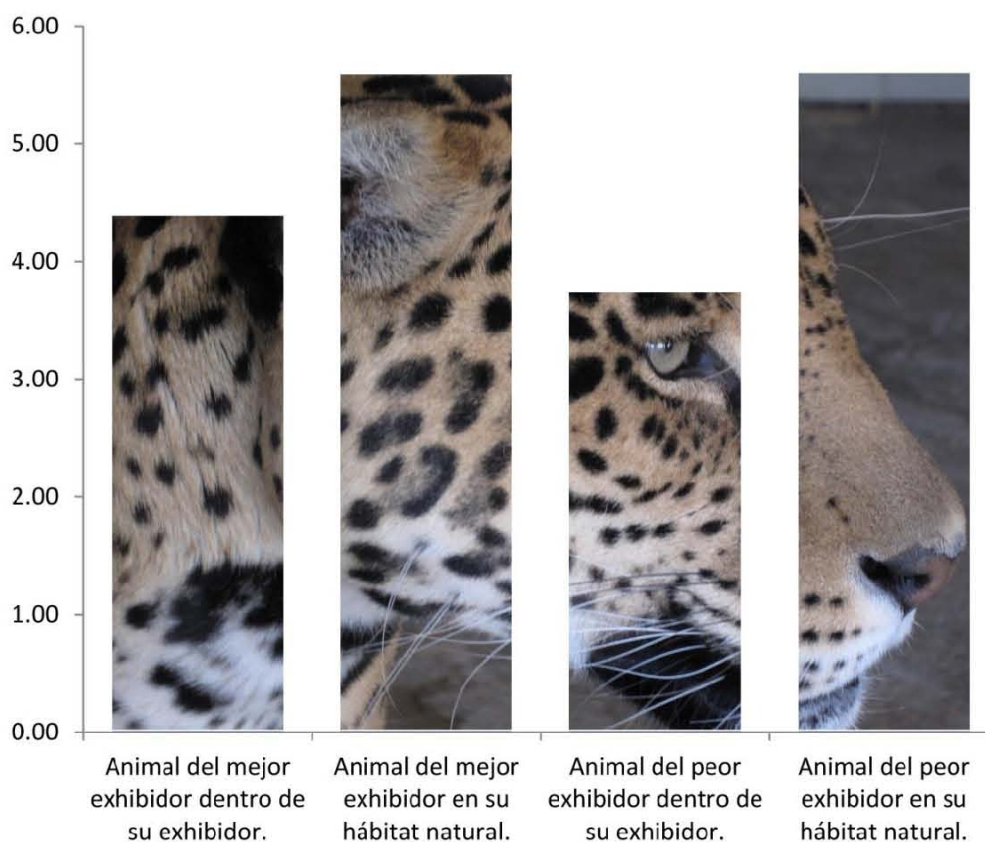 6.00
5.00
4.00
3.00
2.00
1.00
0.00
Animal del mejor
exhibidor dentro de
su exhibidor.
Animal del mejor
exhibidor en su
hábitat natural.
Animal del peor
exhibidor dentro de
su exhibidor.
Animal del peor
exhibidor en su
hábitat natural.